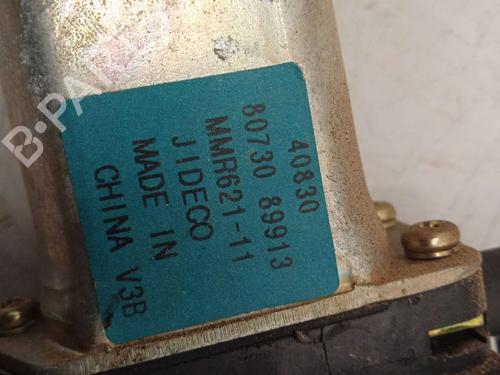 40830
80730 89913
MMR621-11
JIDECO
MADE IN
CHINA V3B
B-PARTS